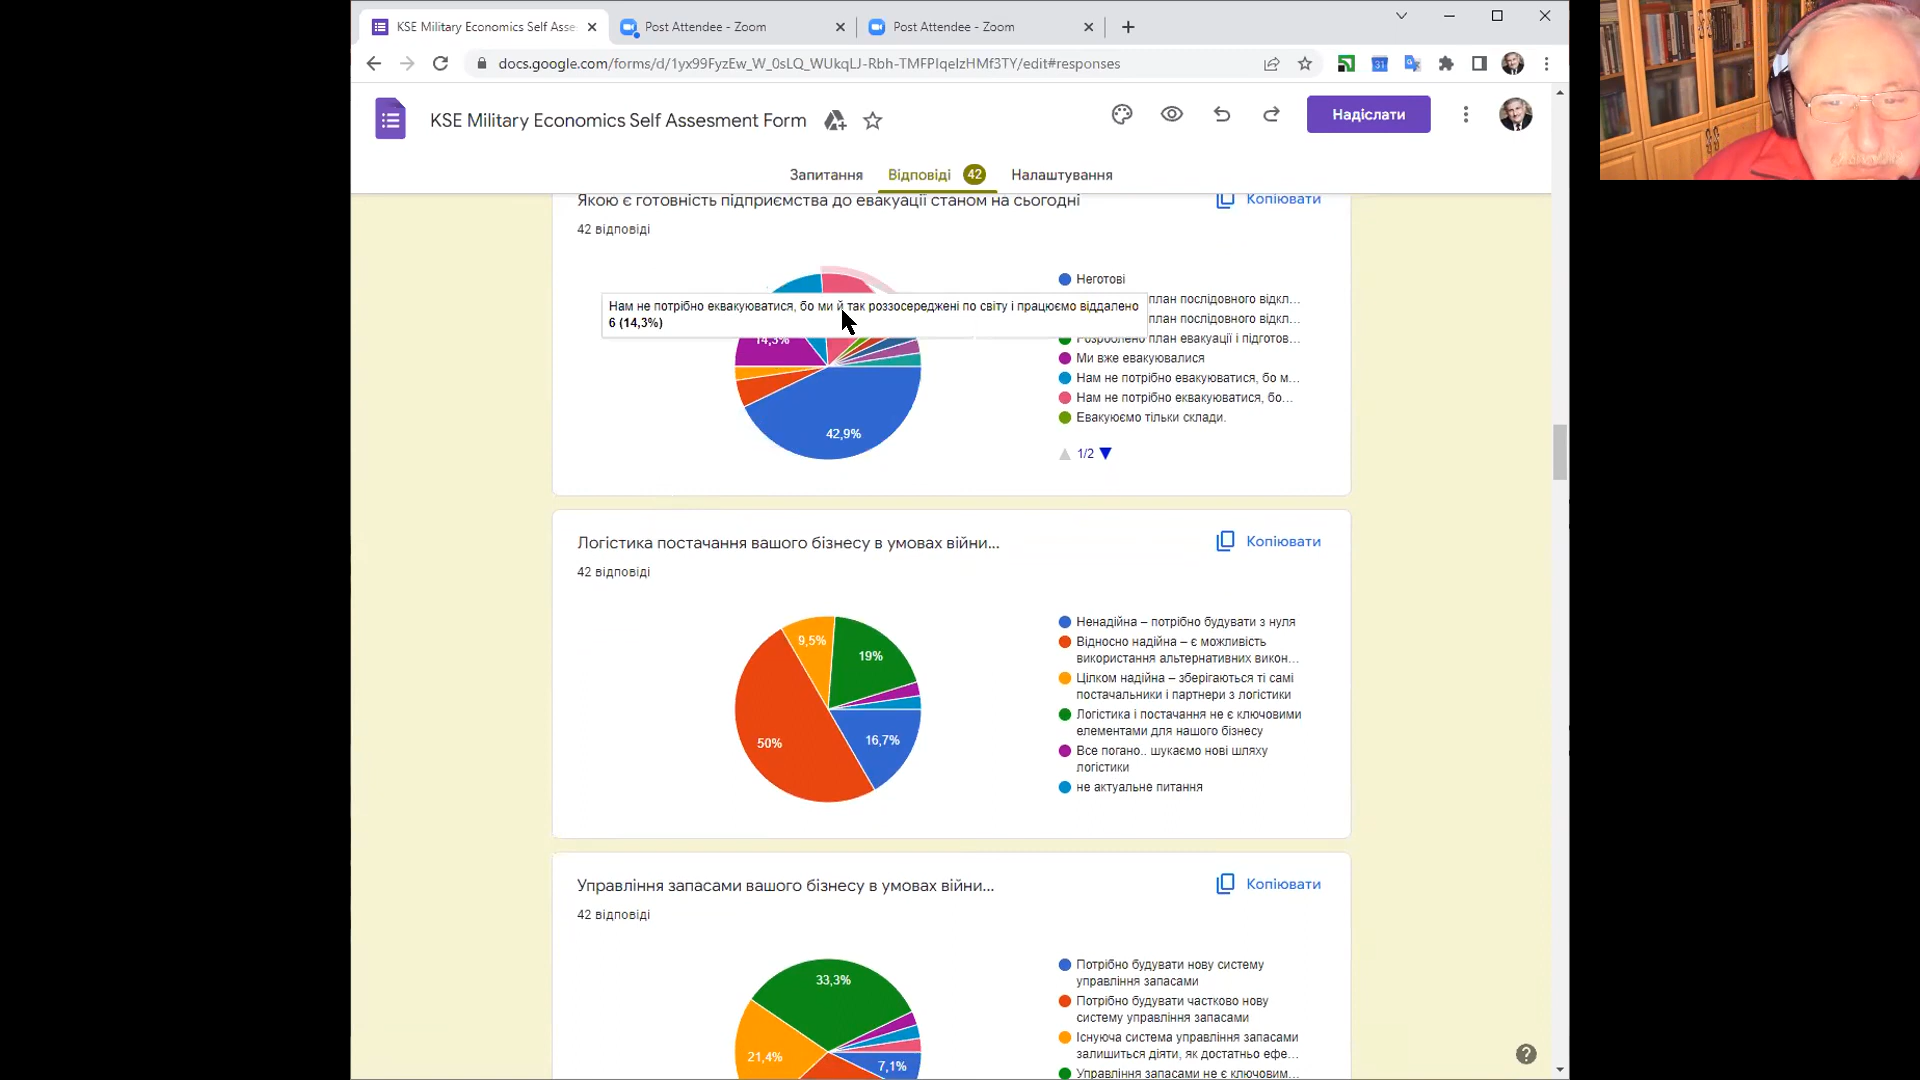 KSE Military Economics Self Asse
Post Attendee - Zoom
Post Attendee - Zoom
docs.google.com/forms/d/1yx99FyzEw_W_0sLQ_WUkqLJ-Rbh-TMFPIqelzHMf3TY/edit#responses
KSE Military Economics Self Assesment Form
Надіслати
Запитання
Відповіді 42
Налаштування
Якою є готовність підприємства до евакуації станом на сьогодні
Копіювати
42 відповіді
Неготові
план послідовного відкл...
Нам не потрібно еквакуюватися, бо ми й так роззосереджені по світу і працюємо віддалено
6 (14,3%)
план послідовного відкл...
Розроблено план евакуації і підготов...
14,3%
Ми вже евакуювалися
Нам не потрібно евакуюватися, бо м...
Нам не потрібно еквакуюватися, бо...
Евакуюємо тільки склади.
42,9%
1/2
Логістика постачання вашого бізнесу в умовах війни...
Копіювати
42 відповіді
9,5%
19%
50%
16,7%
Ненадійна – потрібно будувати з нуля
Відносно надійна – є можливість
використання альтернативних викон...
Цілком надійна – зберігаються ті самі
постачальники і партнери з логістики
Логістика і постачання не є ключовими
елементами для нашого бізнесу
Все погано.. шукаємо нові шляху
логістики
не актуальне питання
Управління запасами вашого бізнесу в умовах війни...
Копіювати
42 відповіді
33,3%
21,4%
7,1%
Потрібно будувати нову систему
управління запасами
Потрібно будувати частково нову
систему управління запасами
Існуюча система управління запасами
залишиться діяти, як достатньо ефе...
Управління запасами не є ключовим...